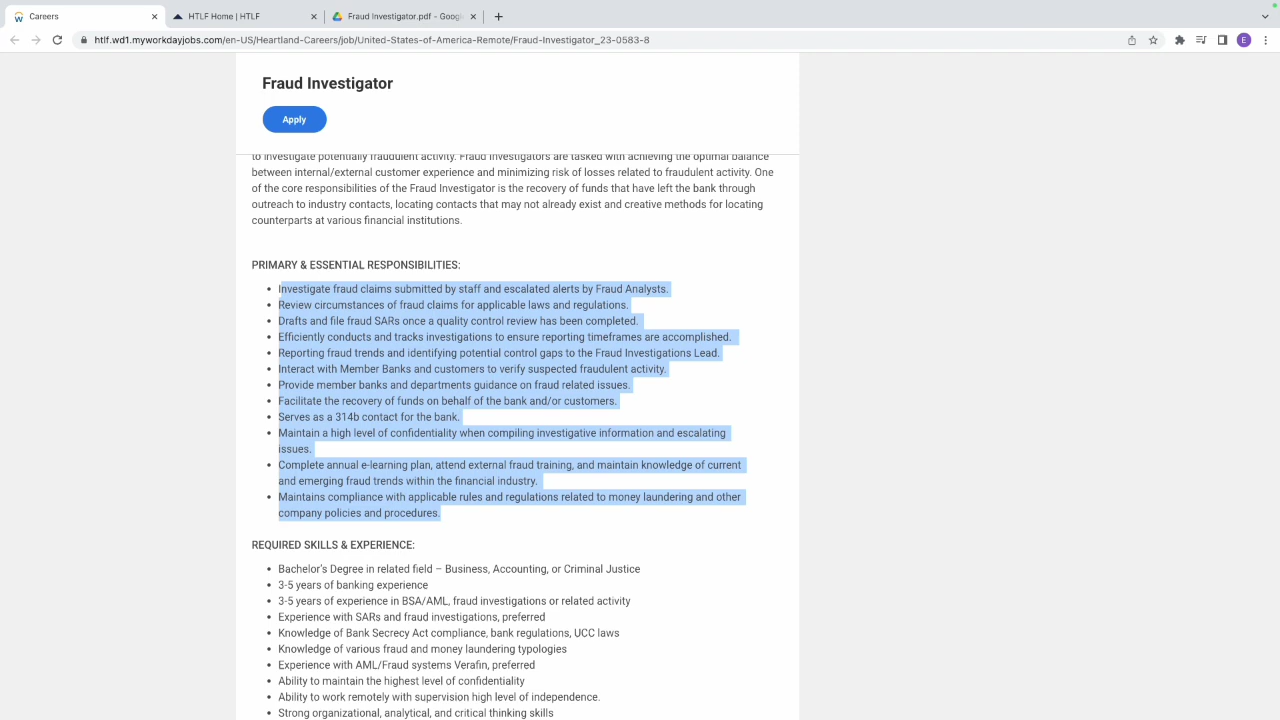 Careers
HTLF Home | HTLF
Fraud Investigator.pdf - Googl
htlf.wd1.myworkdayjobs.com/en-US/Heartland-Careers/job/United-States-of-America-Remote/Fraud-Investigator_23-0583-8
E
Fraud Investigator
Apply
to investigate potentially fraudulent activity. Fraud Investigators are tasked with achieving the optimal balance
between internal/external customer experience and minimizing risk of losses related to fraudulent activity. One
of the core responsibilities of the Fraud Investigator is the recovery of funds that have left the bank through
outreach to industry contacts, locating contacts that may not already exist and creative methods for locating
counterparts at various financial institutions.
PRIMARY & ESSENTIAL RESPONSIBILITIES:
• Investigate fraud claims submitted by staff and escalated alerts by Fraud Analysts.
• Review circumstances of fraud claims for applicable laws and regulations.
• Drafts and file fraud SARs once a quality control review has been completed.
• Efficiently conducts and tracks investigations to ensure reporting timeframes are accomplished.
• Reporting fraud trends and identifying potential control gaps to the Fraud Investigations Lead.
• Interact with Member Banks and customers to verify suspected fraudulent activity.
• Provide member banks and departments guidance on fraud related issues.
• Facilitate the recovery of funds on behalf of the bank and/or customers.
• Serves as a 314b contact for the bank.
• Maintain a high level of confidentiality when compiling investigative information and escalating
issues.
• Complete annual e-learning plan, attend external fraud training, and maintain knowledge of current
and emerging fraud trends within the financial industry.
• Maintains compliance with applicable rules and regulations related to money laundering and other
company policies and procedures.
REQUIRED SKILLS & EXPERIENCE:
• Bachelor's Degree in related field – Business, Accounting, or Criminal Justice
• 3-5 years of banking experience
• 3-5 years of experience in BSA/AML, fraud investigations or related activity
• Experience with SARs and fraud investigations, preferred
• Knowledge of Bank Secrecy Act compliance, bank regulations, UCC laws
• Knowledge of various fraud and money laundering typologies
• Experience with AML/Fraud systems Verafin, preferred
• Ability to maintain the highest level of confidentiality
• Ability to work remotely with supervision high level of independence.
• Strong organizational, analytical, and critical thinking skills